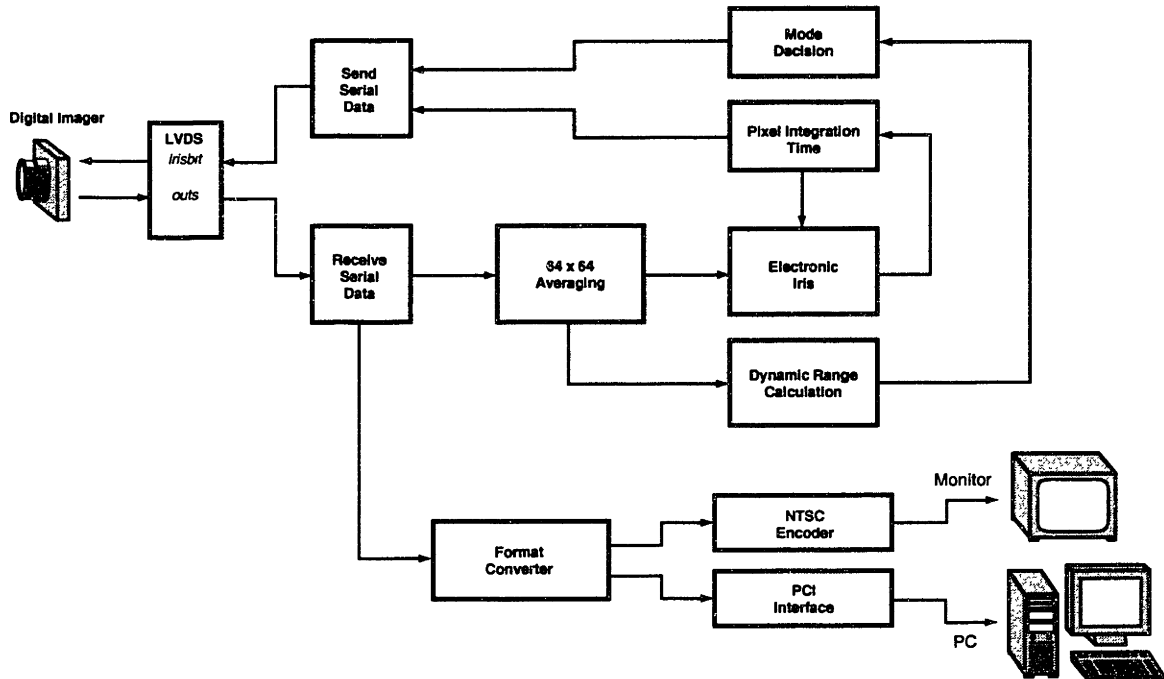 Mode
Decision
Send
Serial
Data
Digital Imager
LVDS
Irisbrt
outs
Pixel Integration
Time
Receive
Serial
Data
64 x 64
Averaging
Electronic
Iris
Dynamic Range
Calculation
Monitor
NTSC
Encoder
Format
Converter
PCI
Interface
PC